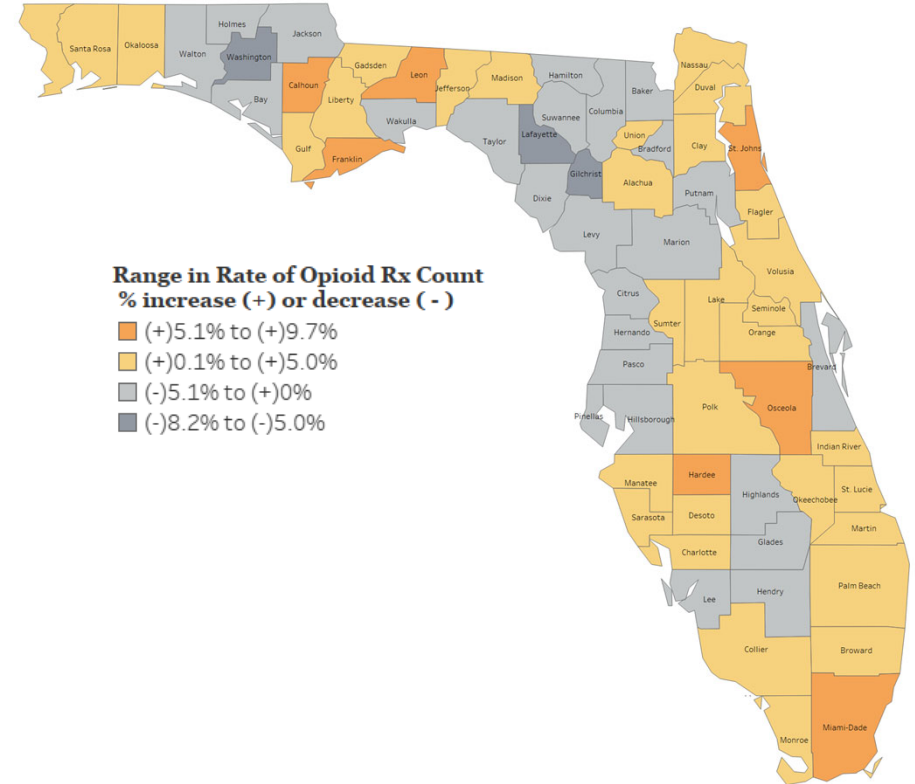 Holmes
Jackson
Santa Rosa
Okaloosa
Walton
Washington
Gadsden
Leon
Madison
Hamilton
Nassau
Calhoun
Jefferson
Baker
Duval
Bay
Liberty
Wakulla
Suwannee
Columbia
Lafayette
Union
Taylor
Bradford
Clay
St. Johns
Gulf
Franklin
Gilchrist
Alachua
Putnam
Dixie
Flagler
Levy
Marion
Volusia
Range in Rate of Opioid Rx Count
% increase (+) or decrease ( - )
(+)5.1% to (+)9.7%
(+)0.1% to (+)5.0%
(-)5.1% to (+)0%
(-)8.2% to (-)5.0%
Citrus
Lake
Seminole
Sumter
Hernando
Orange
Pasco
Brevard
Polk
Osceola
Pinellas
Hillsborough
Indian River
Hardee
Manatee
Highlands
Okeechobee
St. Lucie
Sarasota
Desoto
Martin
Glades
Charlotte
Palm Beach
Lee
Hendry
Collier
Broward
Miami-Dade
Monroe